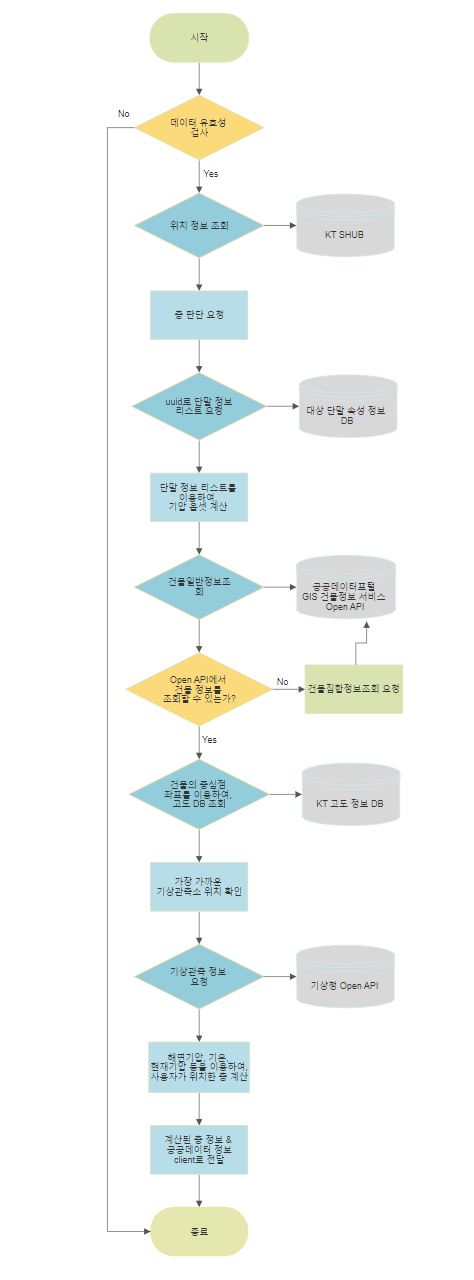 시작
No
데이터 유효성
검사
Yes
위치 정보 조회
KT SHUB
층 판단 요청
uuid로 단말 정보
리스트 요청
대상 단말 속성 정보
DB
단말 정보 리스트를
이용하여,
기압 옵셋 계산
건물일반정보조
회
공공데이터포털
GIS 건물정보 서비스
Open API
Open API에서
건물 정보를
조회할 수 있는가?
No
건물집합정보조회 요청
Yes
건물의 중심점
좌표를 이용하여,
고도 DB 조회
KT 고도 정보 DB
가장 가까운
기상관측소 위치 확인
기상관측 정보
요청
기상청 Open API
해면기압, 기온,
현재기압 등을 이용하여,
사용자가 위치한 층 계산
계산된 층 정보 &
공공데이터 정보
client로 전달
종료